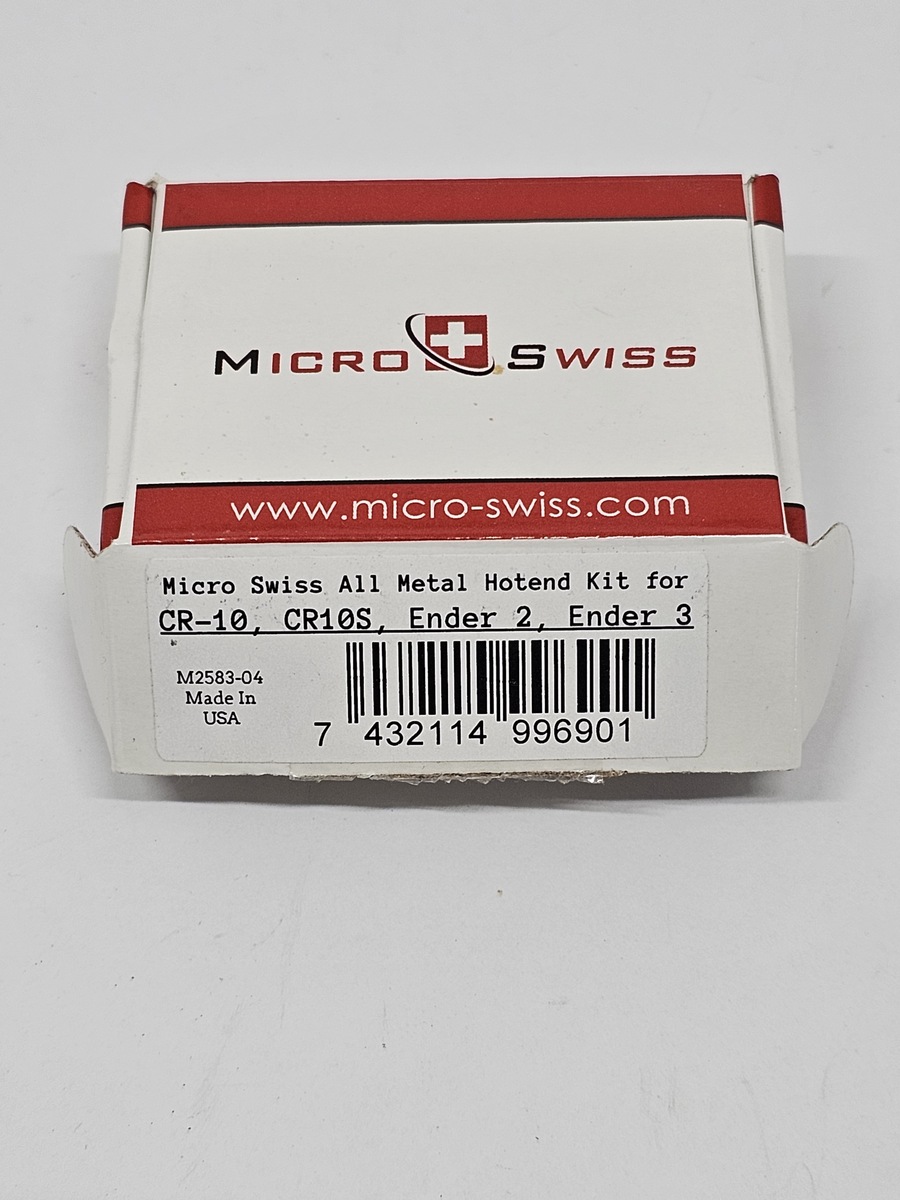 MICRO SWISS
www.micro-swiss.com
Micro Swiss All Metal Hotend Kit for
CR-10, CR10S, Ender 2, Ender 3
M2583-04
Made In
USA
7 432114 996901